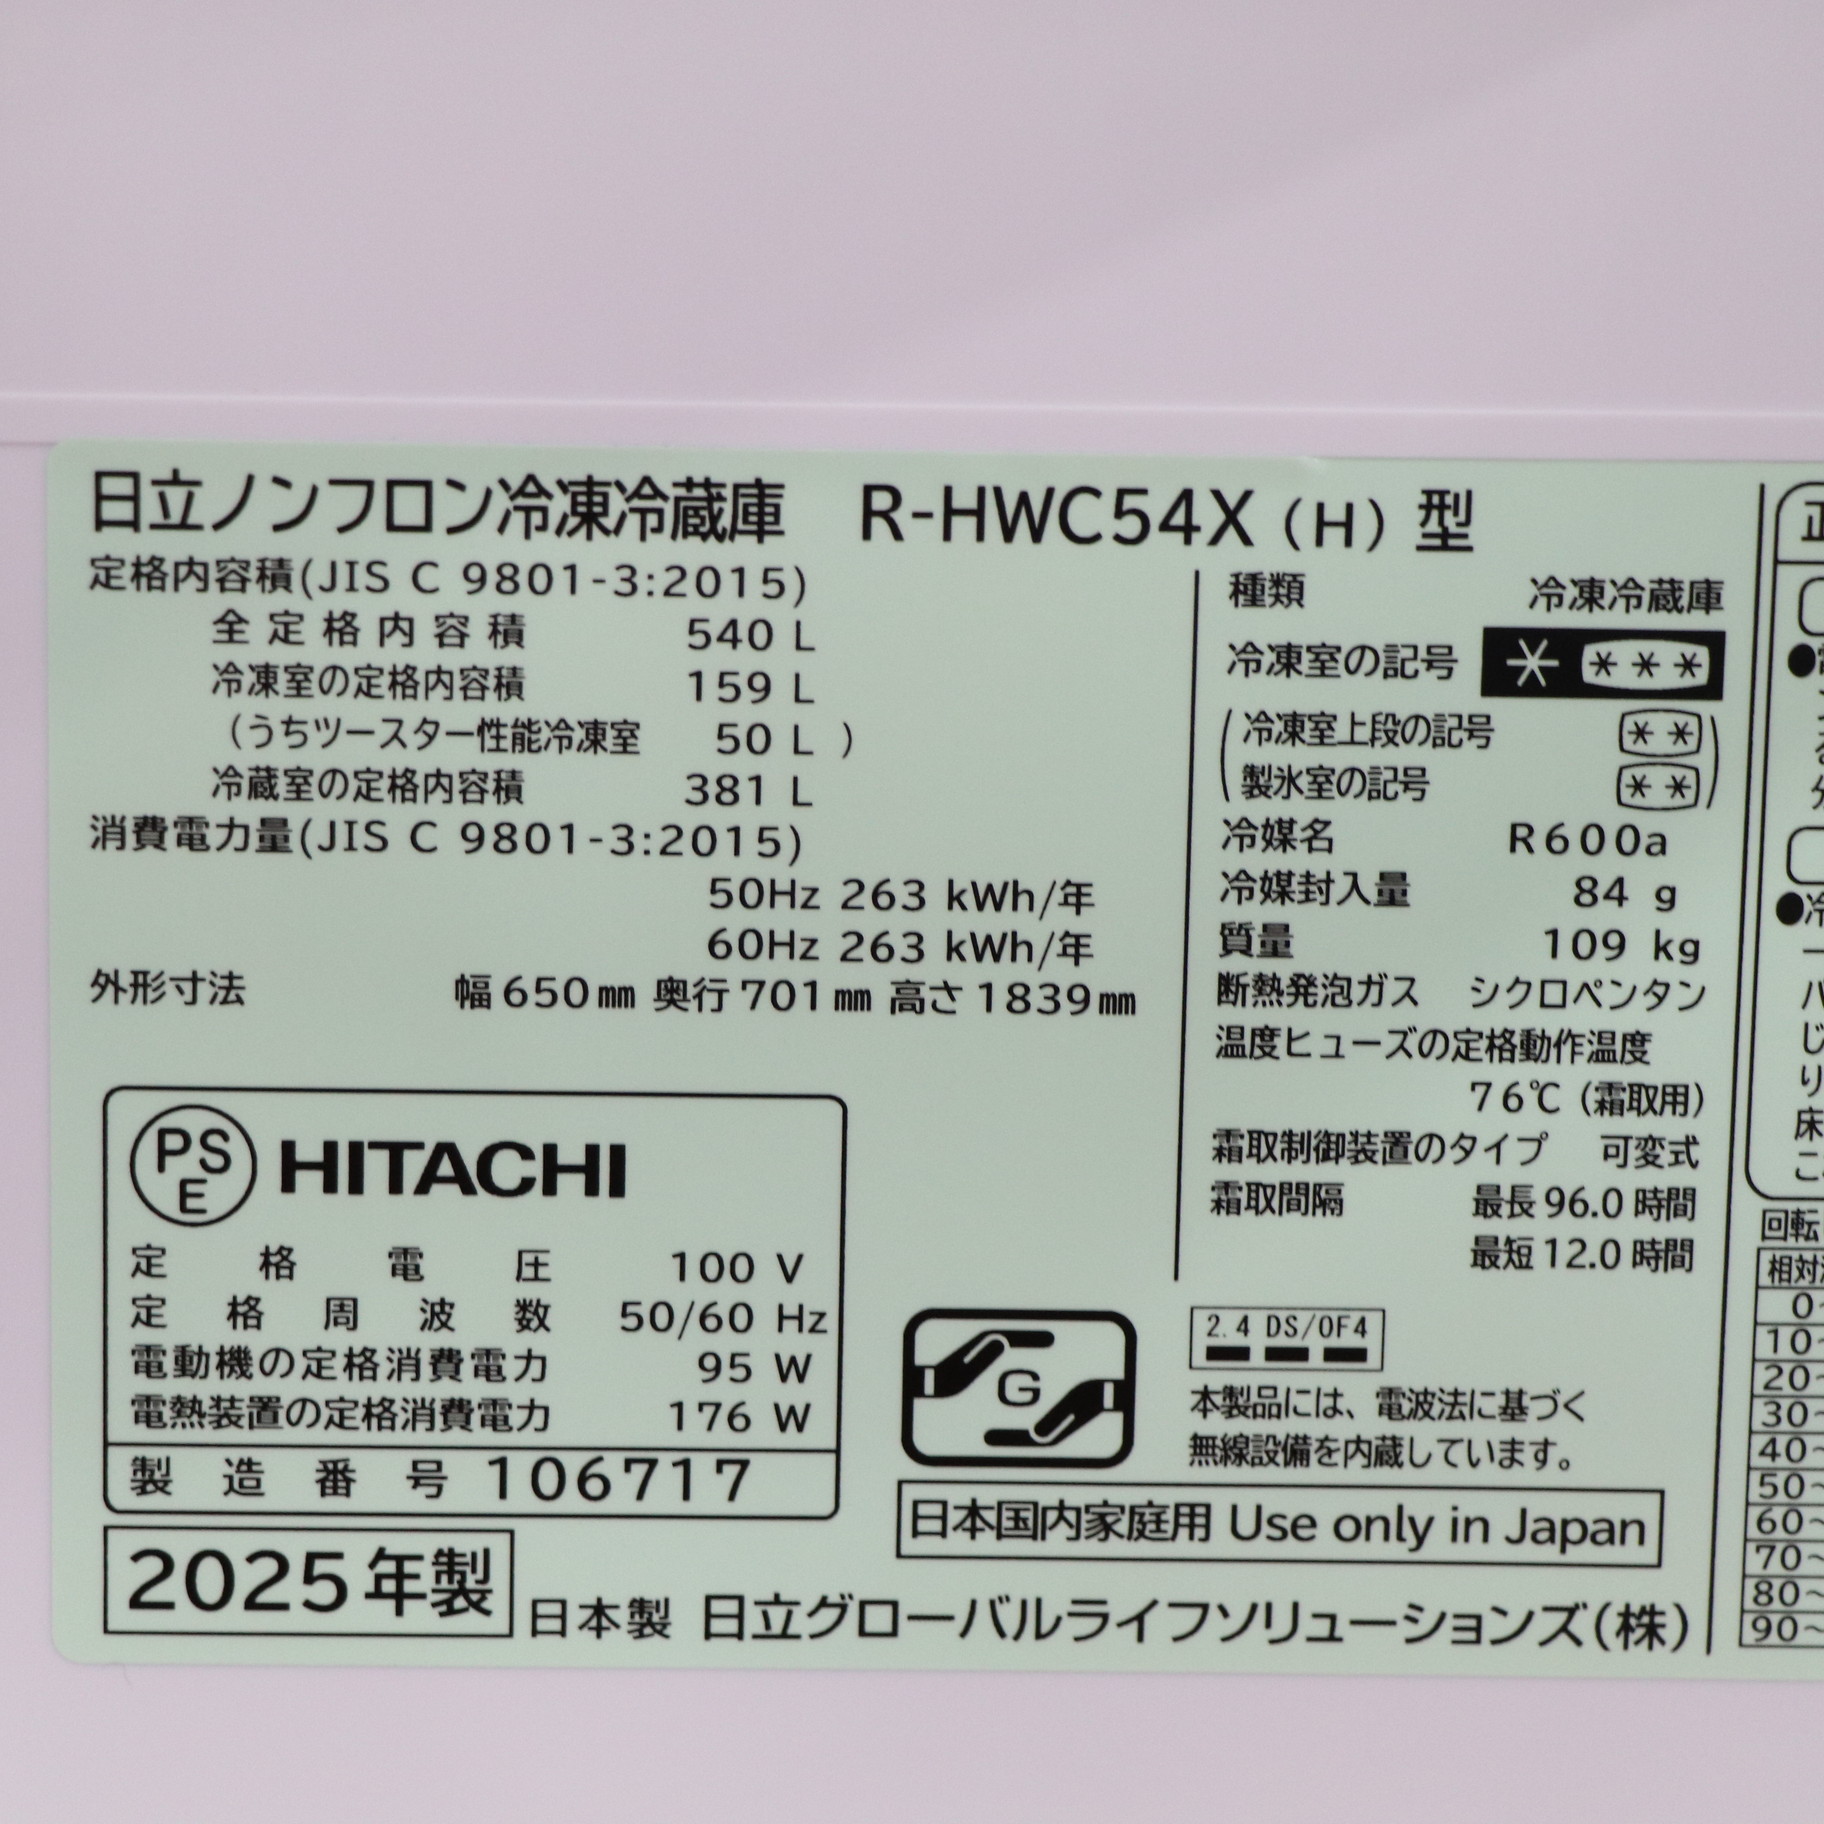 日立ノンフロン冷凍冷蔵庫 R-HWC54X (H) 型
定格内容積(JIS C 9801-3:2015)
全定格内容積 540 L
冷凍室の定格内容積 159 L
(うちツースター性能冷凍室 50 L )
冷蔵室の定格内容積 381 L
消費電力量(JIS C 9801-3:2015)
50Hz 263 kWh/年
60Hz 263 kWh/年
外形寸法 幅650㎜ 奥行701㎜ 高さ1839㎜
PSE HITACHI
定格電圧 100 V
定格周波数 50/60 Hz
電動機の定格消費電力 95 W
電熱装置の定格消費電力 176 W
製造番号 106717
2025年製
種類 冷凍冷蔵庫
冷凍室の記号 * ***
(冷凍室上段の記号 **)
(製氷室の記号 **)
冷媒名 R600a
冷媒封入量 84 g
質量 109 kg
断熱発泡ガス シクロペンタン
温度ヒューズの定格動作温度
76℃ (霜取用)
霜取制御装置のタイプ 可変式
霜取間隔 最長96.0時間
最短12.0時間
G
2.4 DS/OF4
本製品には、電波法に基づく
無線設備を内蔵しています。
日本国内家庭用 Use only in Japan
日本製 日立グローバルライフソリューションズ(株)
回転
相対
0~
10~
20~
30~
40~
50~
60~
70~
80~
90~